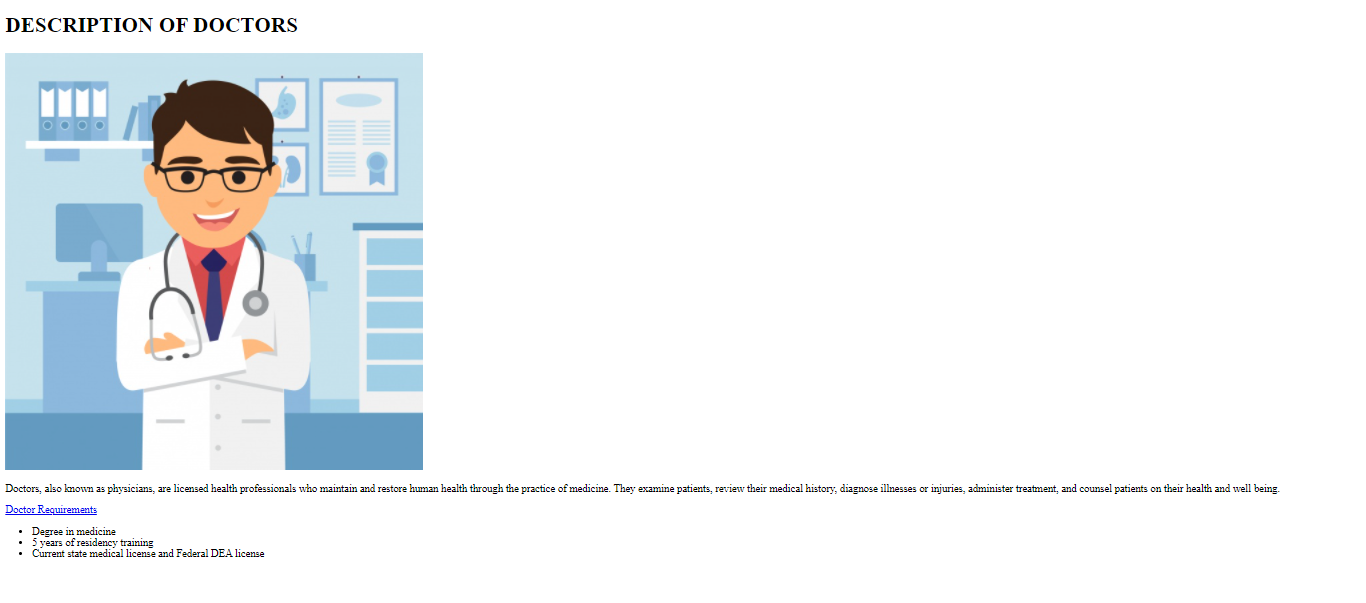 DESCRIPTION OF DOCTORS
Doctors, also known as physicians, are licensed health professionals who maintain and restore human health through the practice of medicine. They examine patients, review their medical history, diagnose illnesses or injuries, administer treatment, and counsel patients on their health and well being.
Doctor Requirements
Degree in medicine
5 years of residency training
Current state medical license and Federal DEA license